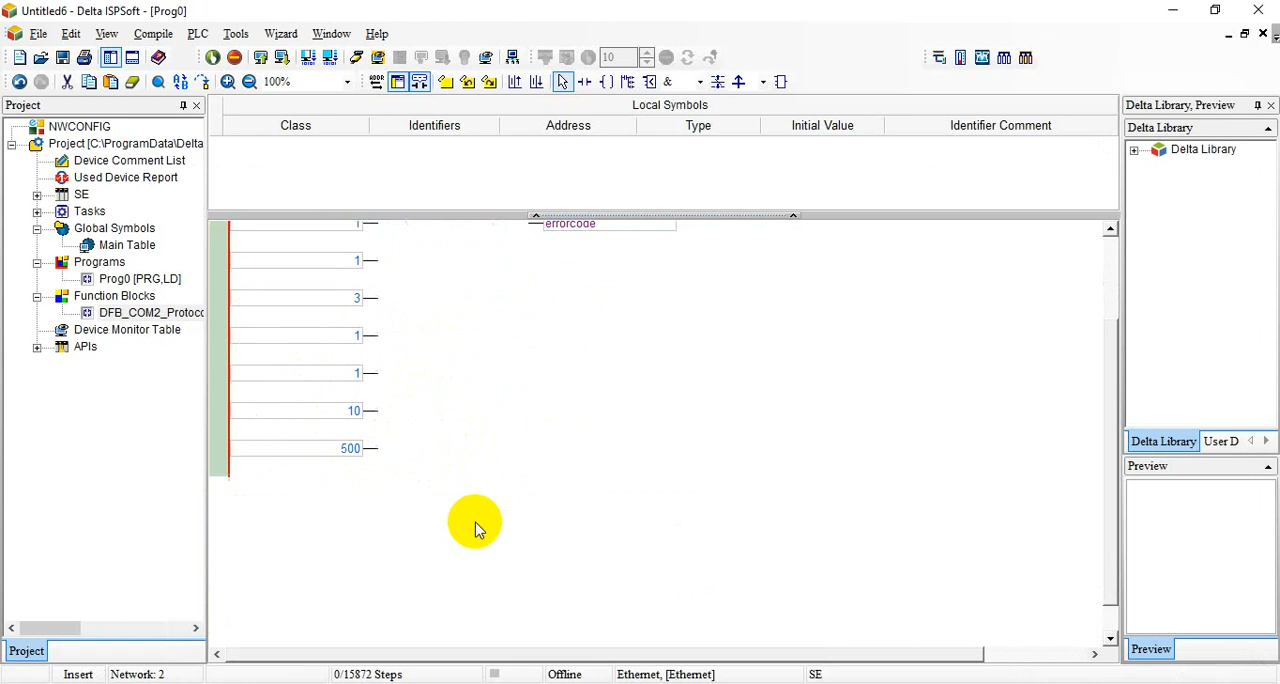 Untitled6 - Delta ISPSoft - [Prog0]
File Edit View Compile PLC Tools Wizard Window Help
10
100%
&
Project
NWCONFIG
Project [C:\ProgramData\Delta
Device Comment List
Used Device Report
SE
Tasks
Global Symbols
Main Table
Programs
Prog0 [PRG,LD]
Function Blocks
DFB_COM2_Protoco
Device Monitor Table
APIs
Project
Local Symbols
Class Identifiers Address Type Initial Value Identifier Comment
1 errorcode
1
3
1
1
10
500
Delta Library, Preview
Delta Library
Delta Library
Delta Library User D
Preview
Preview
Insert Network: 2 0/15872 Steps Offline Ethernet, [Ethernet] SE